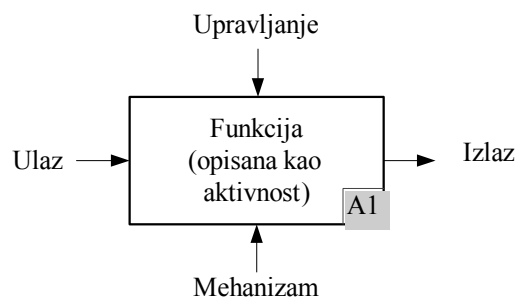 Upravljanje
Ulaz
Funkcija
(opisana kao
aktivnost)
A1
Izlaz
Mehanizam